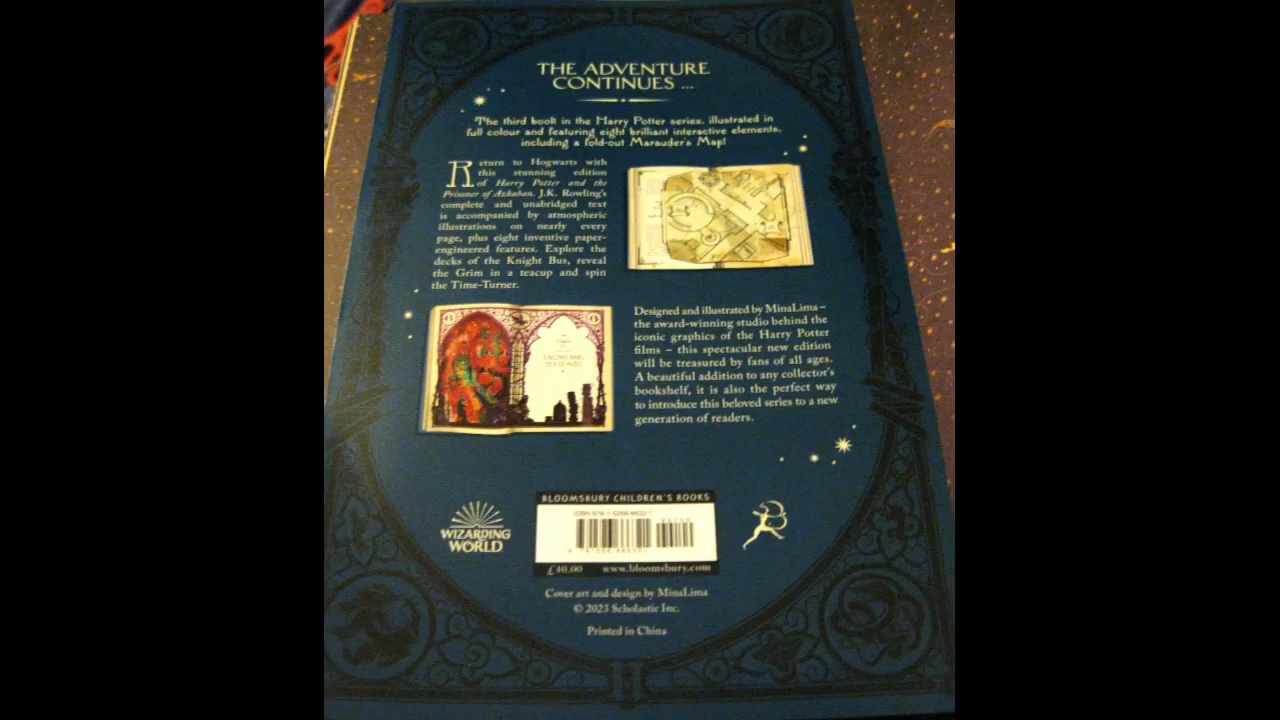 THE ADVENTURE
CONTINUES ...
The third book in the Harry Potter series, illustrated in
full colour and featuring eight brilliant interactive elements,
including a fold-out Marauder's Map!
Return to Hogwarts with
this stunning edition
of Harry Potter and the
Prisoner of Azkaban. J.K. Rowling's
complete and unabridged text
is accompanied by atmospheric
illustrations on nearly every
page, plus eight inventive paper-
engineered features. Explore the
decks of the Knight Bus, reveal
the Grim in a teacup and spin
the Time-Turner.
TALONS AND
TEA LEAVES
Designed and illustrated by MinaLima –
the award-winning studio behind the
iconic graphics of the Harry Potter
films – this spectacular new edition
will be treasured by fans of all ages.
A beautiful addition to any collector's
bookshelf, it is also the perfect way
to introduce this beloved series to a new
generation of readers.
WIZARDING
WORLD
BLOOMSBURY CHILDREN'S BOOKS
ISBN
£40.00 www.bloomsbury.com
Cover art and design by MinaLima
© 2023 Scholastic Inc.
Printed in China